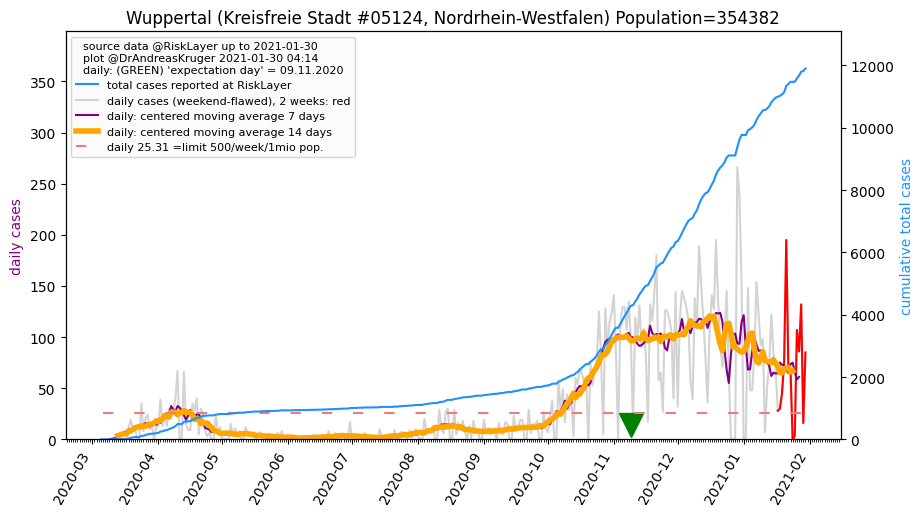 Wuppertal (Kreisfreie Stadt #05124, Nordrhein-Westfalen) Population=354382
source data @RiskLayer up to 2021-01-30
plot @DrAndreasKruger 2021-01-30 04:14
daily: (GREEN) 'expectation day' = 09.11.2020
total cases reported at RiskLayer
daily cases (weekend-flawed), 2 weeks: red
daily: centered moving average 7 days
daily: centered moving average 14 days
daily 25.31 =limit 500/week/1mio pop.
daily cases
350
300
250
200
150
100
50
0
12000
10000
8000
6000
4000
2000
0
cumulative total cases
2020-03
2020-04
2020-05
2020-06
2020-07
2020-08
2020-09
2020-10
2020-11
2020-12
2021-01
2021-02